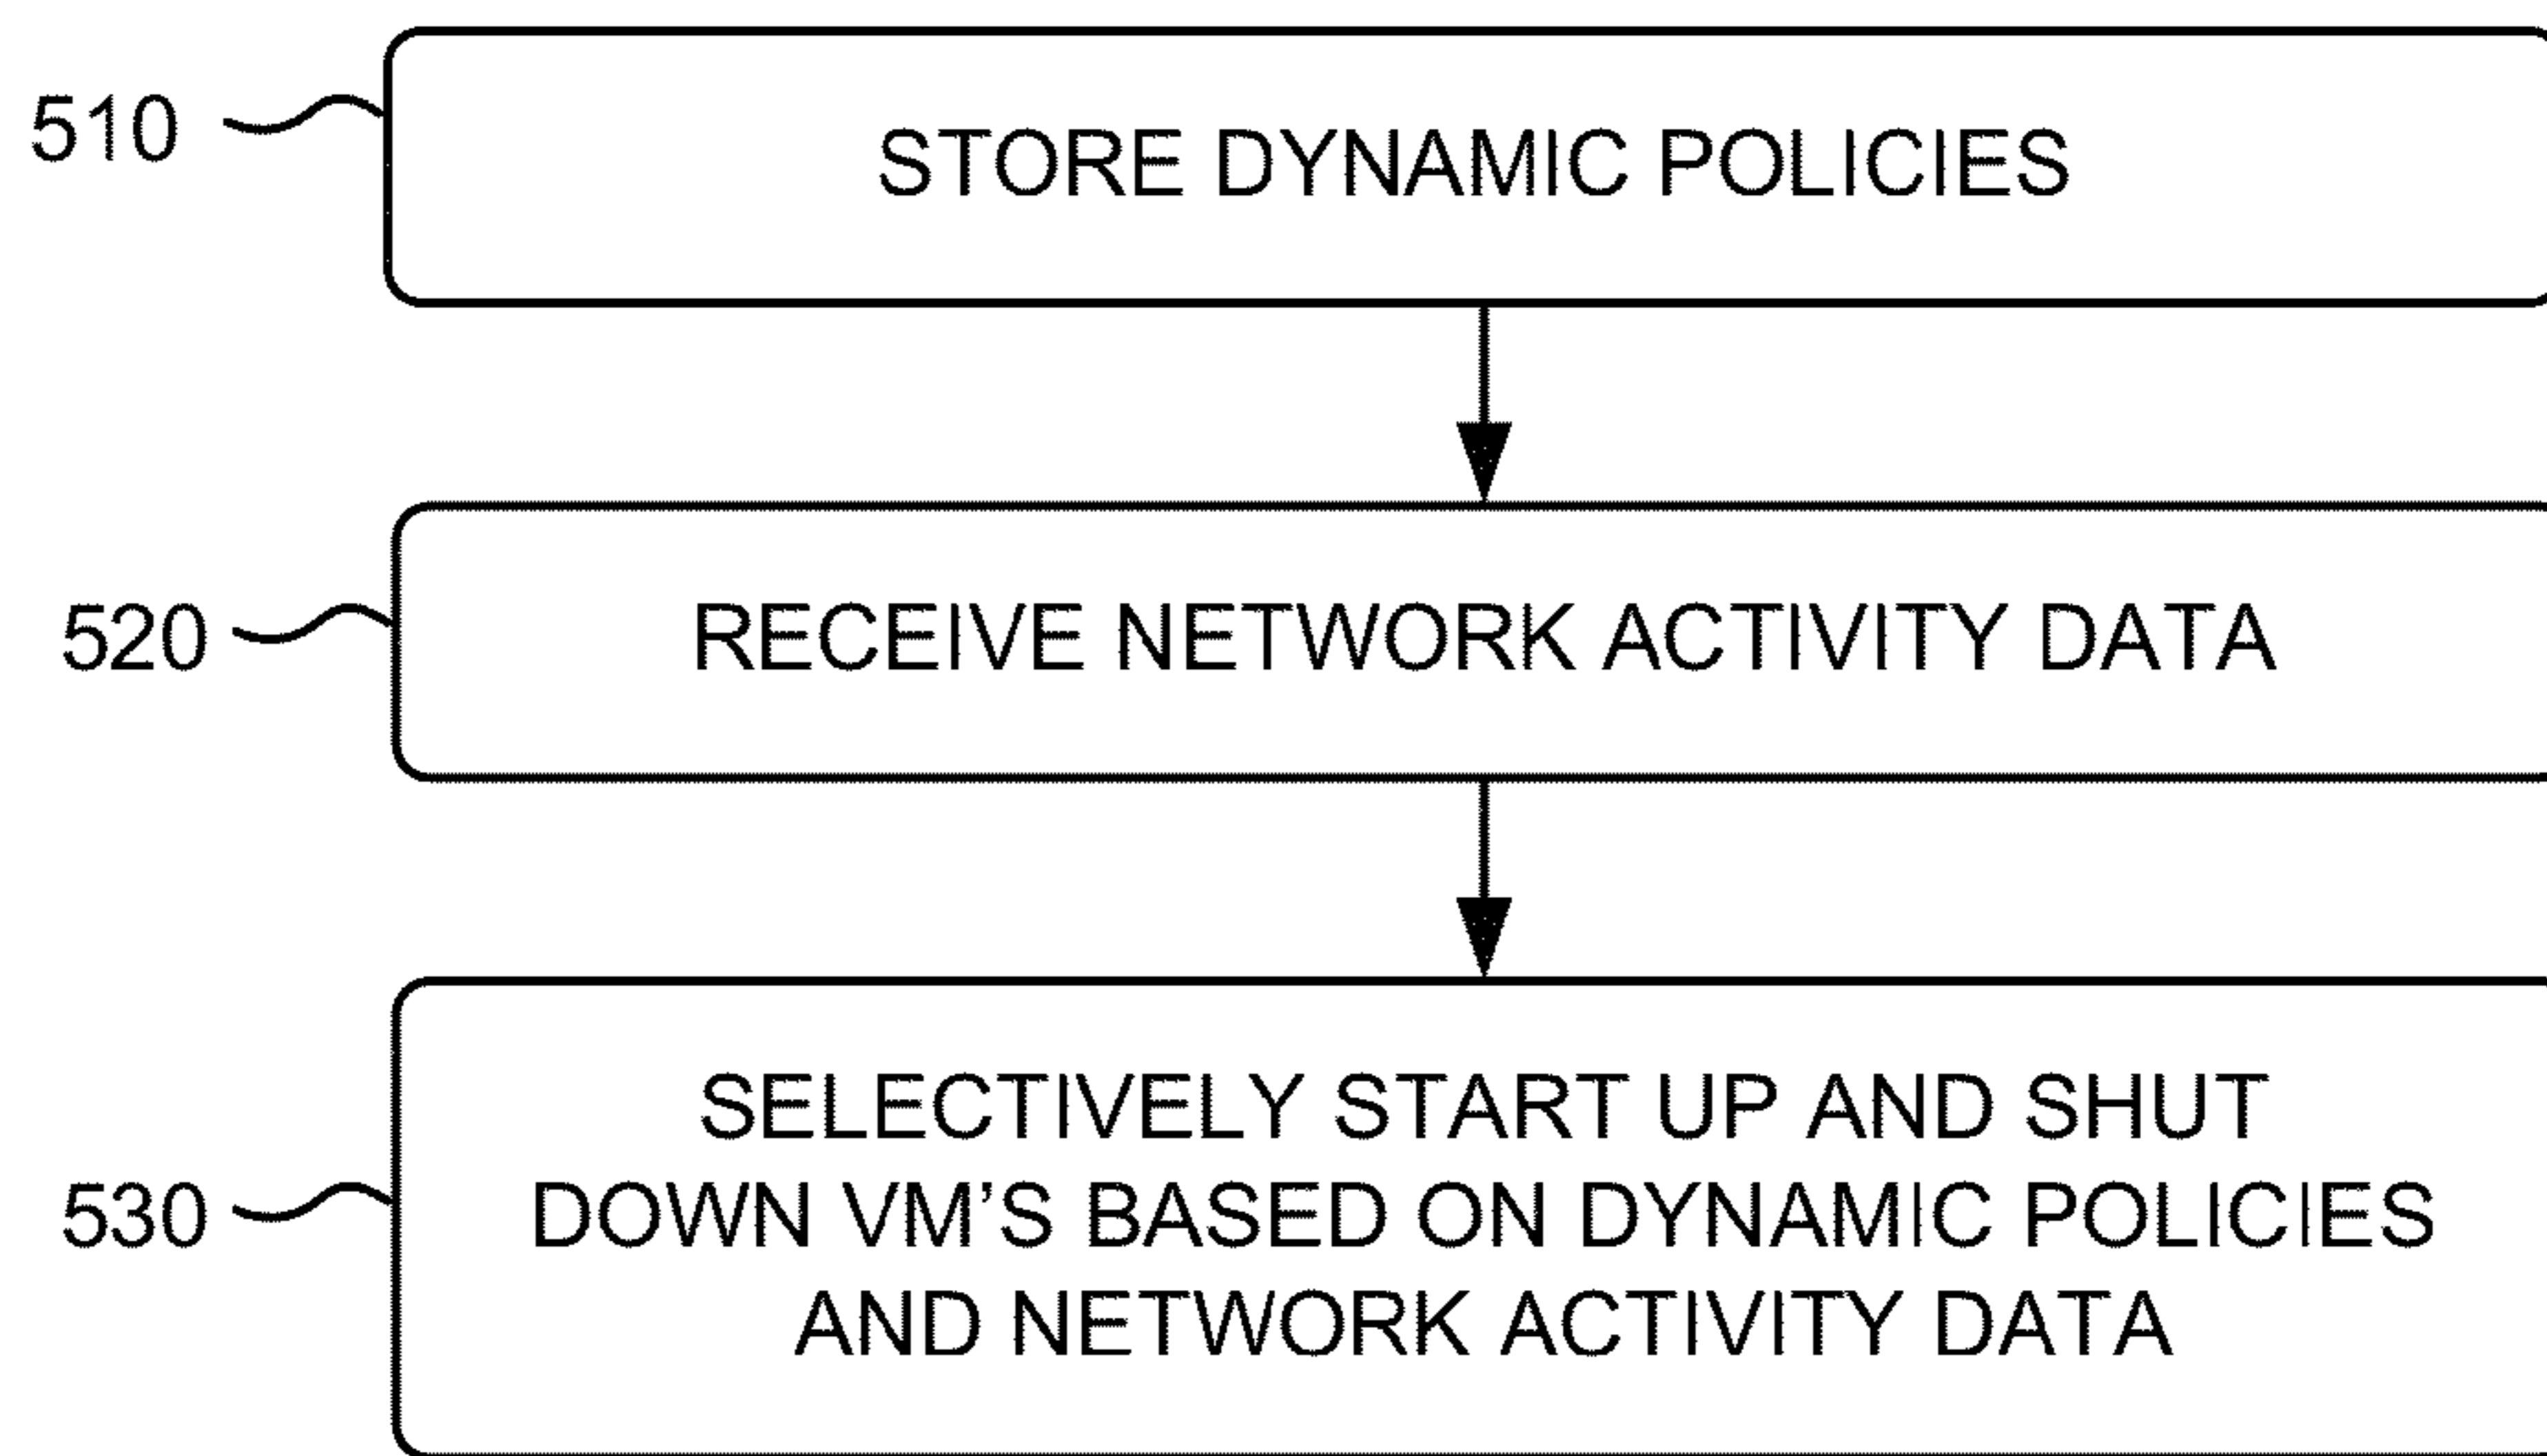 510
STORE DYNAMIC POLICIES
520
RECEIVE NETWORK ACTIVITY DATA
530
SELECTIVELY START UP AND SHUT
DOWN VM’S BASED ON DYNAMIC POLICIES
AND NETWORK ACTIVITY DATA